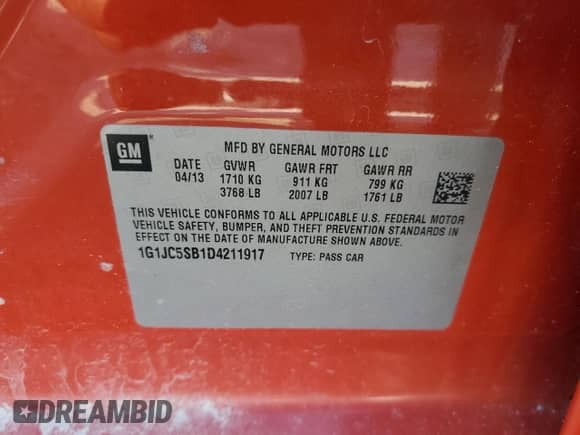 GM
MFD BY GENERAL MOTORS LLC
DATE GVWR GAWR FRT GAWR RR
04/13 1710 KG 911 KG 799 KG
3768 LB 2007 LB 1761 LB
THIS VEHICLE CONFORMS TO ALL APPLICABLE U.S. FEDERAL MOTOR
VEHICLE SAFETY, BUMPER, AND THEFT PREVENTION STANDARDS IN
EFFECT ON THE DATE OF MANUFACTURE SHOWN ABOVE.
1G1JC5SB1D4211917 TYPE: PASS CAR
DREAMBID